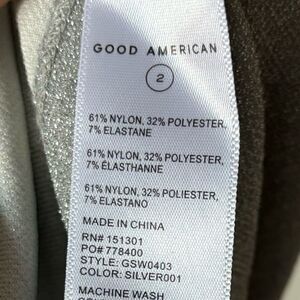 GOOD AMERICAN
2
61% NYLON, 32% POLYESTER,
7% ELASTANE
61% NYLON, 32% POLYESTER,
7% ÉLASTHANNE
61% NYLON, 32% POLIESTER,
7% ELASTANO
MADE IN CHINA
RN# 151301
PO# 778400
STYLE: GSW0403
COLOR: SILVER001
MACHINE WASH